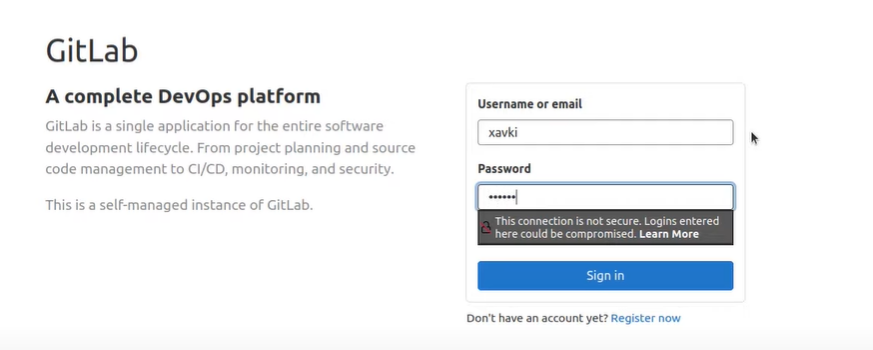 GitLab
A complete DevOps platform
GitLab is a single application for the entire software
development lifecycle. From project planning and source
code management to CI/CD, monitoring, and security.
This is a self-managed instance of GitLab.
Username or email
xavki
Password
••••••
This connection is not secure. Logins entered
here could be compromised. Learn More
Sign in
Don't have an account yet? Register now